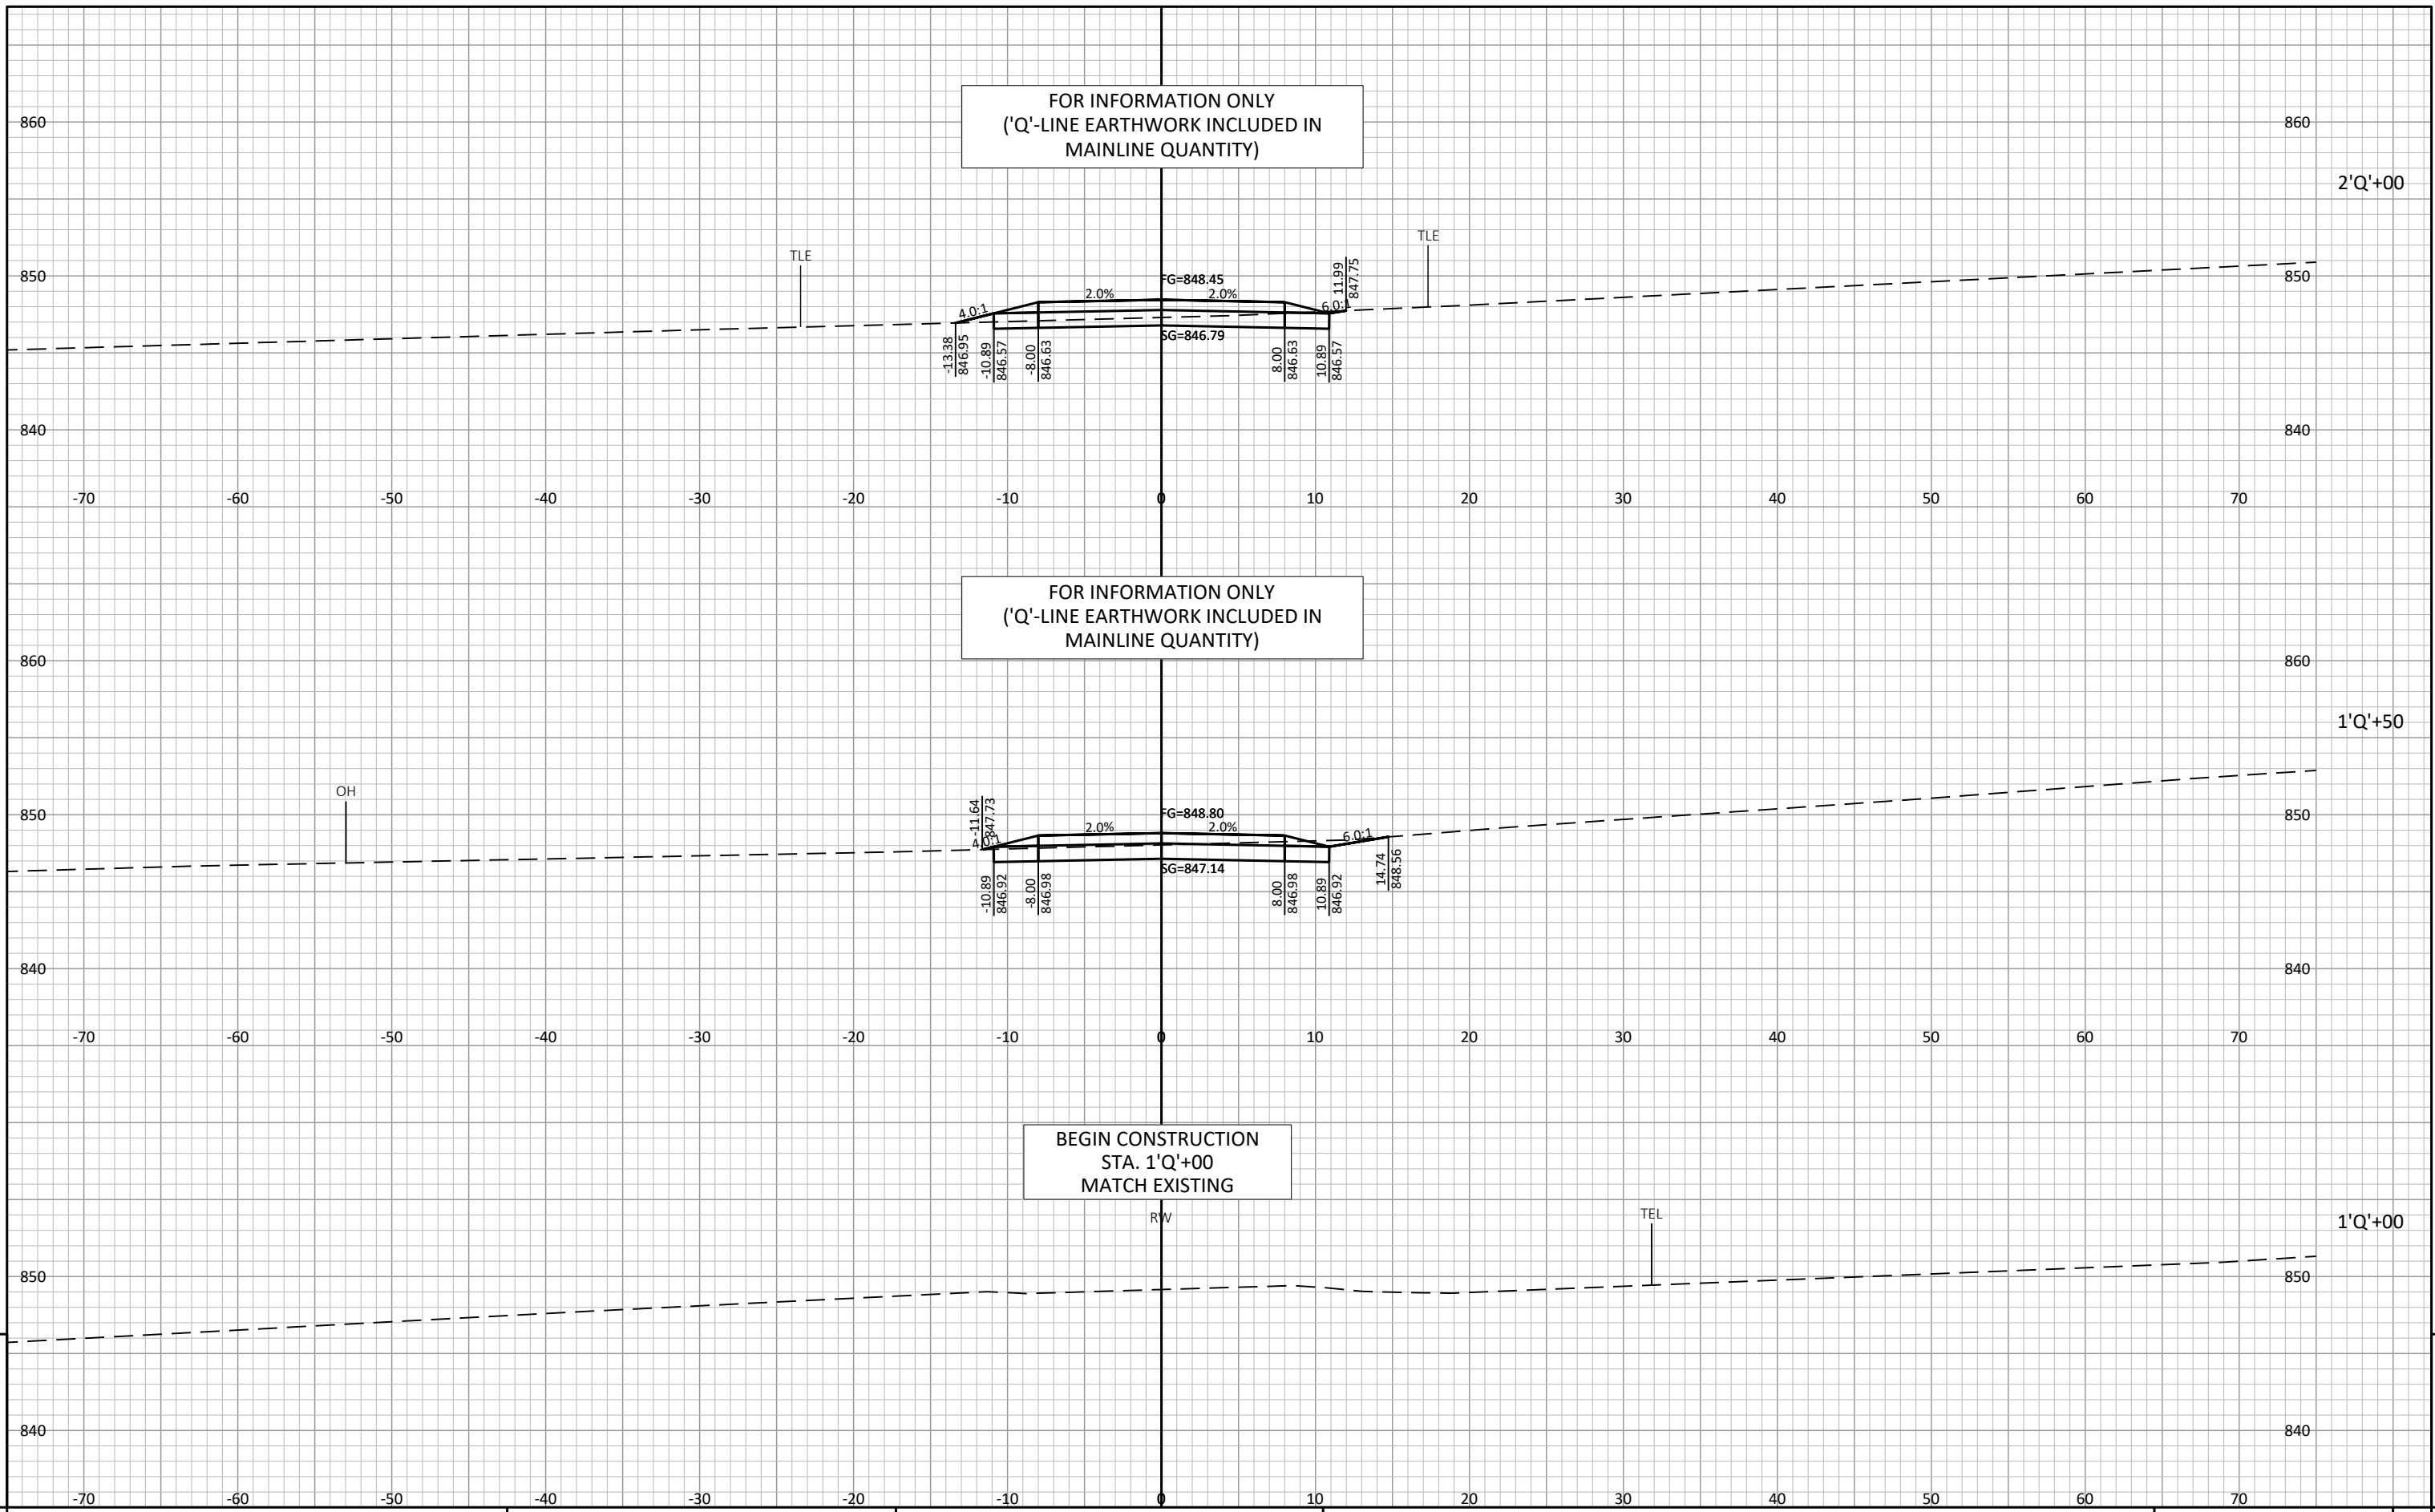 FOR INFORMATION ONLY
('Q'-LINE EARTHWORK INCLUDED IN
MAINLINE QUANTITY)
860
860
2'Q'+00
TLE
TLE
850
850
FG=848.45
2.0%
2.0%
4.0:1
6.0:1
11.99
847.75
SG=846.79
-13.38
846.95
-10.89
846.57
-8.00
846.63
8.00
846.63
10.89
846.57
840
840
-70 -60 -50 -40 -30 -20 -10 0 10 20 30 40 50 60 70
FOR INFORMATION ONLY
('Q'-LINE EARTHWORK INCLUDED IN
MAINLINE QUANTITY)
860
860
1'Q'+50
OH
850
850
-11.64
847.73
FG=848.80
2.0%
2.0%
4.0:1
6.0:1
SG=847.14
-10.89
846.92
-8.00
846.98
8.00
846.98
10.89
846.92
14.74
848.56
840
840
-70 -60 -50 -40 -30 -20 -10 0 10 20 30 40 50 60 70
BEGIN CONSTRUCTION
STA. 1'Q'+00
MATCH EXISTING
RW
TEL
1'Q'+00
850
850
840
840
-70 -60 -50 -40 -30 -20 -10 0 10 20 30 40 50 60 70